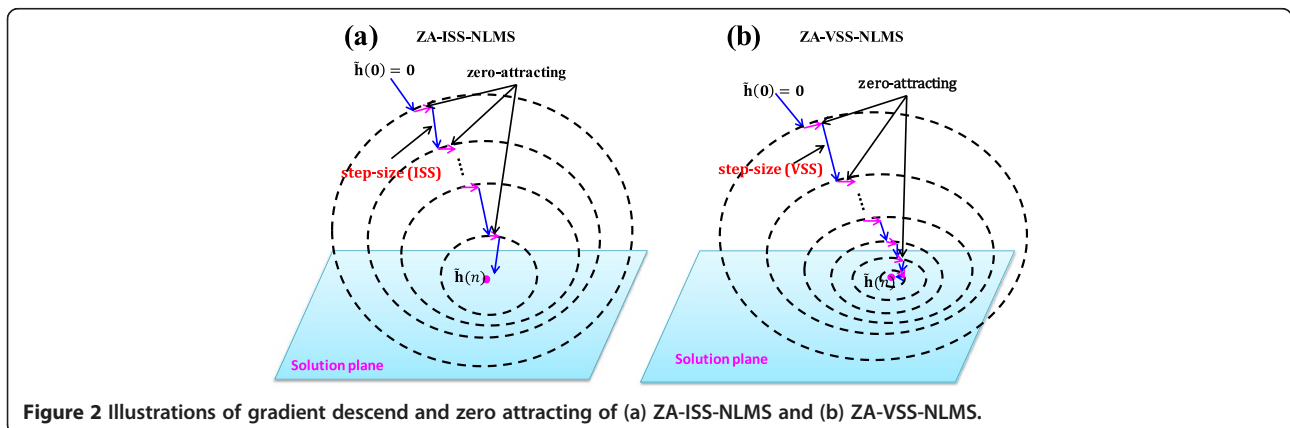 (a) ZA-ISS-NLMS
h̃(0) = 0
zero-attracting
step-size (ISS)
h̃(n)
Solution plane
(b) ZA-VSS-NLMS
h̃(0) = 0
zero-attracting
step-size (VSS)
h̃(n)
Solution plane
Figure 2 Illustrations of gradient descend and zero attracting of (a) ZA-ISS-NLMS and (b) ZA-VSS-NLMS.